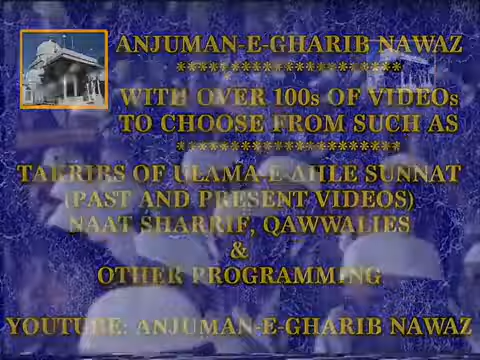 ANJUMAN-E-GHARIB NAWAZ
*********************
WITH OVER 100s OF VIDEOs
TO CHOOSE FROM SUCH AS
*********************
TAKRIRS OF ULAMA-E-AHLE SUNNAT
(PAST AND PRESENT VIDEOS)
NAAT SHARRIF, QAWWALIES
&
OTHER PROGRAMMING
YOUTUBE: ANJUMAN-E-GHARIB NAWAZ